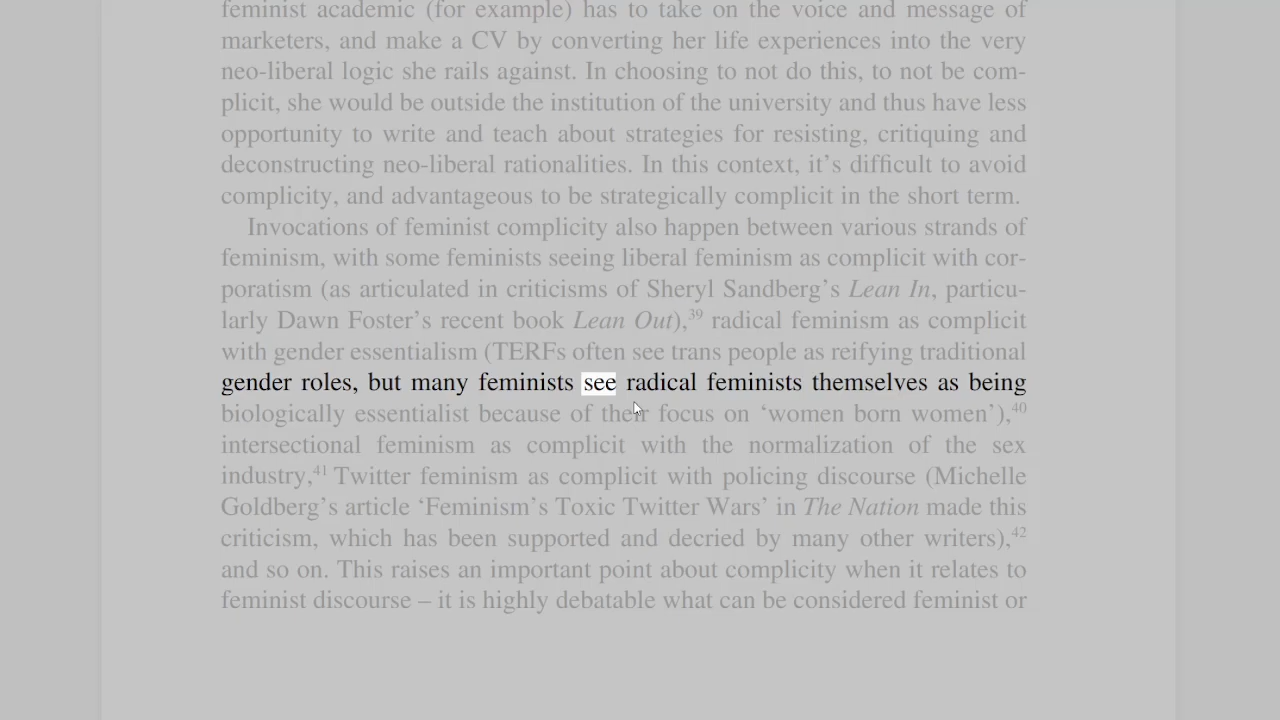 feminist academic (for example) has to take on the voice and message of
marketers, and make a CV by converting her life experiences into the very
neo-liberal logic she rails against. In choosing to not do this, to not be com-
plicit, she would be outside the institution of the university and thus have less
opportunity to write and teach about strategies for resisting, critiquing and
deconstructing neo-liberal rationalities. In this context, it’s difficult to avoid
complicity, and advantageous to be strategically complicit in the short term.
Invocations of feminist complicity also happen between various strands of
feminism, with some feminists seeing liberal feminism as complicit with cor-
poratism (as articulated in criticisms of Sheryl Sandberg’s Lean In, particu-
larly Dawn Foster’s recent book Lean Out),39 radical feminism as complicit
with gender essentialism (TERFs often see trans people as reifying traditional
gender roles, but many feminists see radical feminists themselves as being
biologically essentialist because of their focus on ‘women born women’),40
intersectional feminism as complicit with the normalization of the sex
industry,41 Twitter feminism as complicit with policing discourse (Michelle
Goldberg’s article ‘Feminism’s Toxic Twitter Wars’ in The Nation made this
criticism, which has been supported and decried by many other writers),42
and so on. This raises an important point about complicity when it relates to
feminist discourse – it is highly debatable what can be considered feminist or